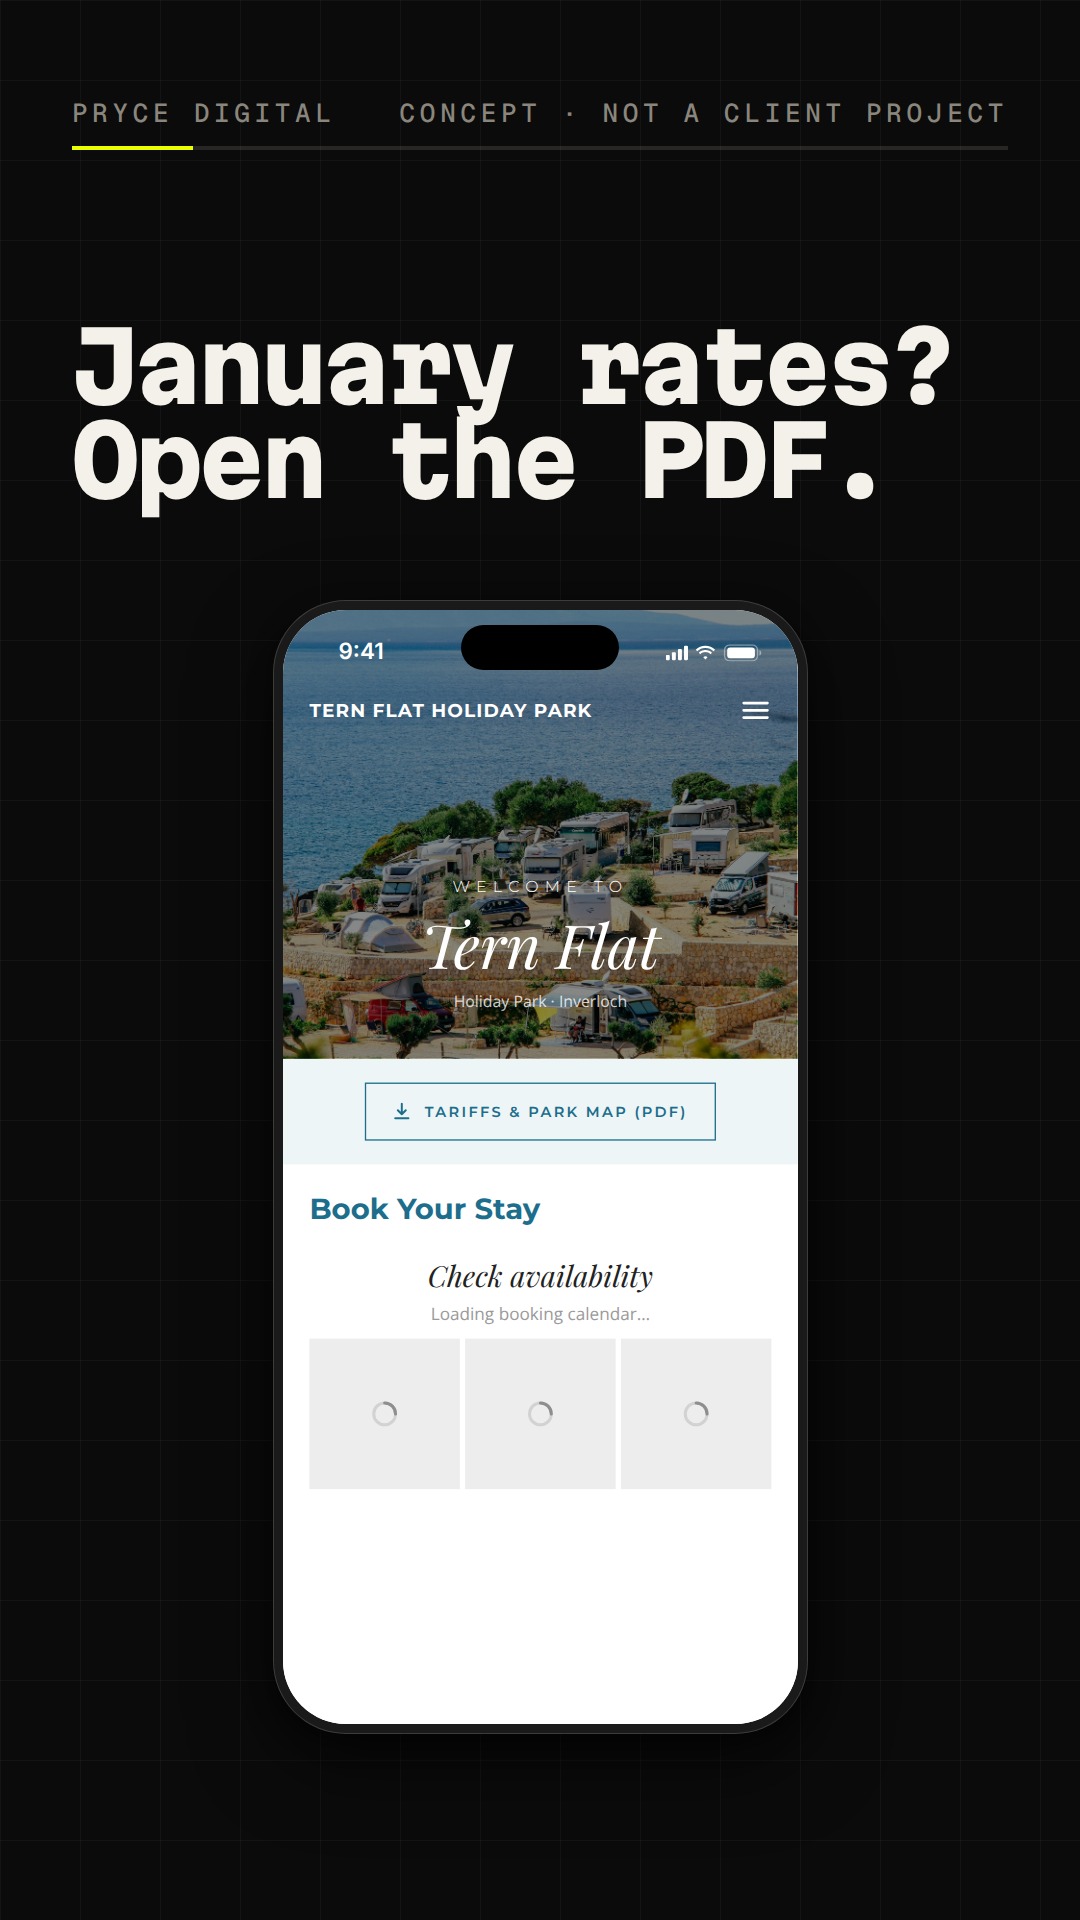 PRYCE DIGITAL CONCEPT · NOT A CLIENT PROJECT
January rates?
Open the PDF.
9:41
TERN FLAT HOLIDAY PARK
WELCOME TO
Tern Flat
Holiday Park · Inverloch
TARIFFS & PARK MAP (PDF)
Book Your Stay
Check availability
Loading booking calendar...